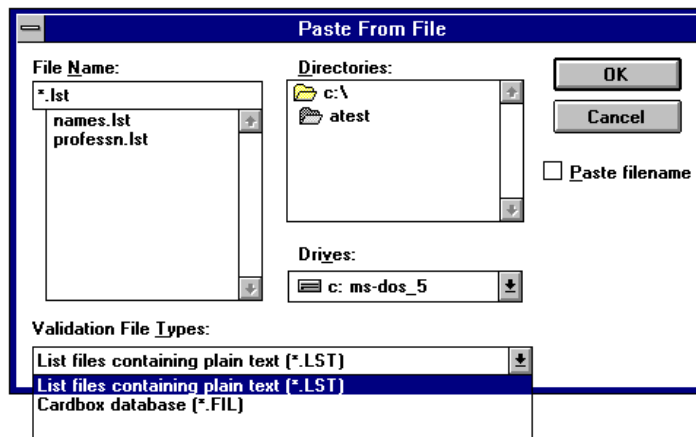 Paste From File
File Name:
*.lst
names.lst
professn.lst
Directories:
c:\
atest
Drives:
c: ms-dos_5
OK
Cancel
Paste filename
Validation File Types:
List files containing plain text (*.LST)
List files containing plain text (*.LST)
Cardbox database (*.FIL)